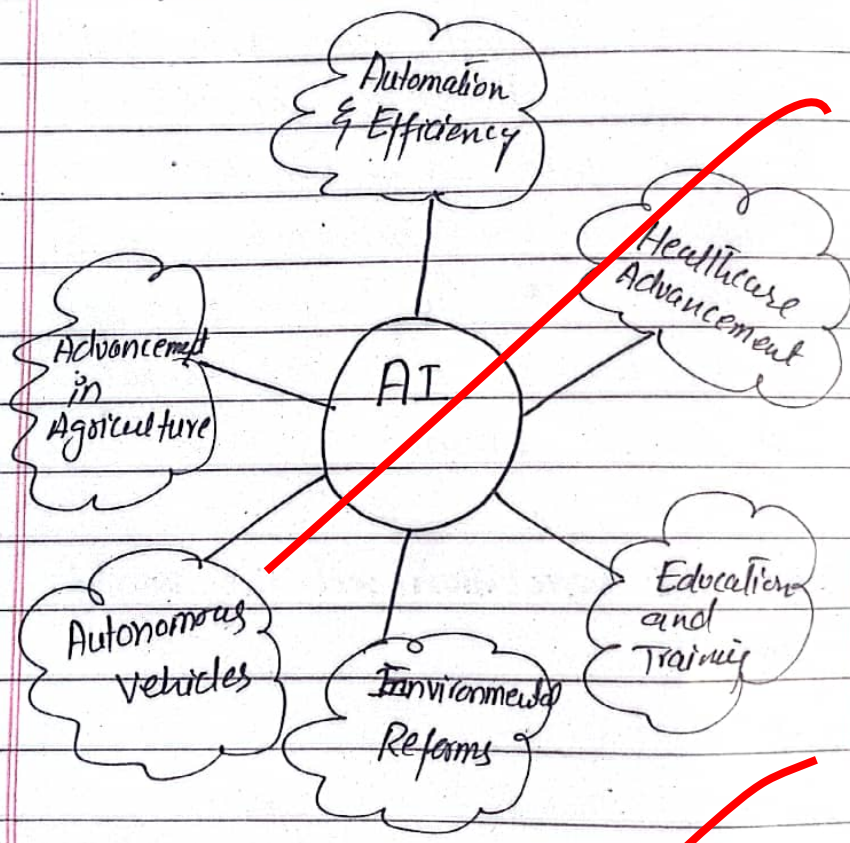 Automation
& Efficiency
Healthcare
Advancement
AI
Advancement
in
Agriculture
Education
and
Training
Autonomous
Vehicles
Environmental
Reforms